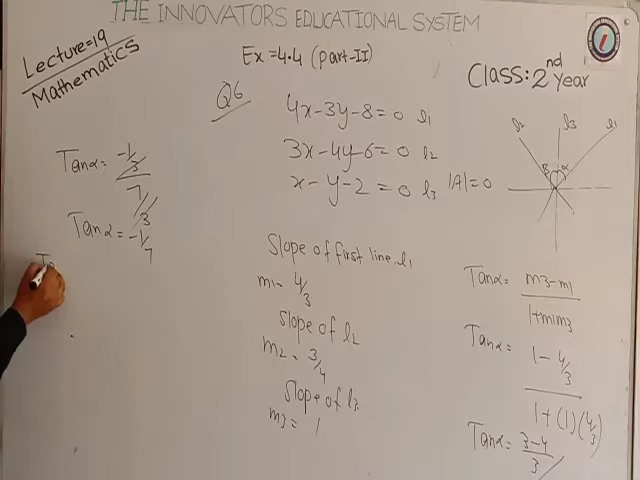 THE INNOVATORS EDUCATIONAL SYSTEM
Lecture=19
Mathematics
Ex=4.4 (Part-II)
Class: 2nd year
Q6
4x-3y-8=0 l1
3x-4y-6=0 l2
x-y-2=0 l3 |A|=0
l2 l3 l1
B α
Tanα = -1/3 / 7/3
Tanα = -1/7
Ta
Slope of first line l1
m1 = 4/3
Slope of l2
m2 = 3/4
Slope of l3
m3 = 1
Tanα = m3-m1 / 1+m1m3
Tanα = 1-4/3 / 1+(1)(4/3)
Tanα = 3-4/3 /